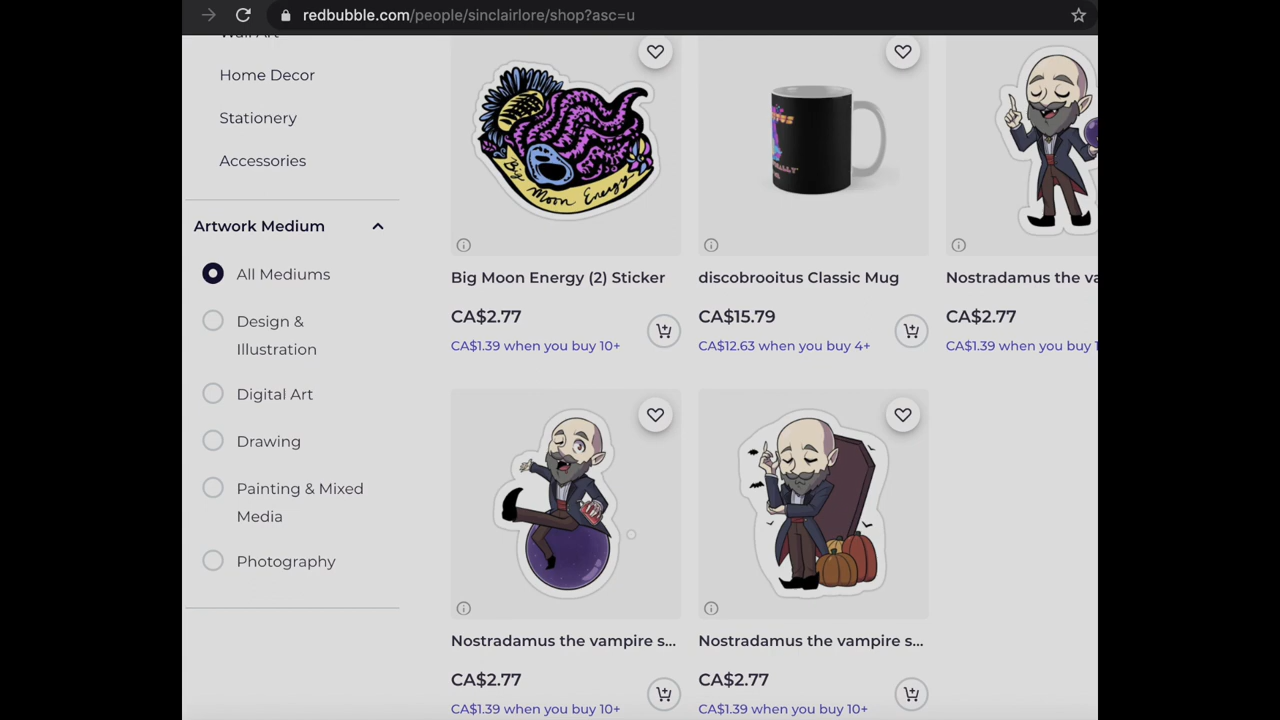 redbubble.com/people/sinclairlore/shop?asc=u
Wall Art
Home Decor
Stationery
Accessories
Artwork Medium
All Mediums
Design &
Illustration
Digital Art
Drawing
Painting & Mixed
Media
Photography
Big Moon Energy
Big Moon Energy (2) Sticker
CA$2.77
CA$1.39 when you buy 10+
discobrooitus Classic Mug
CA$15.79
CA$12.63 when you buy 4+
Nostradamus the va
CA$2.77
CA$1.39 when you buy 1
Nostradamus the vampire s...
CA$2.77
CA$1.39 when you buy 10+
Nostradamus the vampire s...
CA$2.77
CA$1.39 when you buy 10+